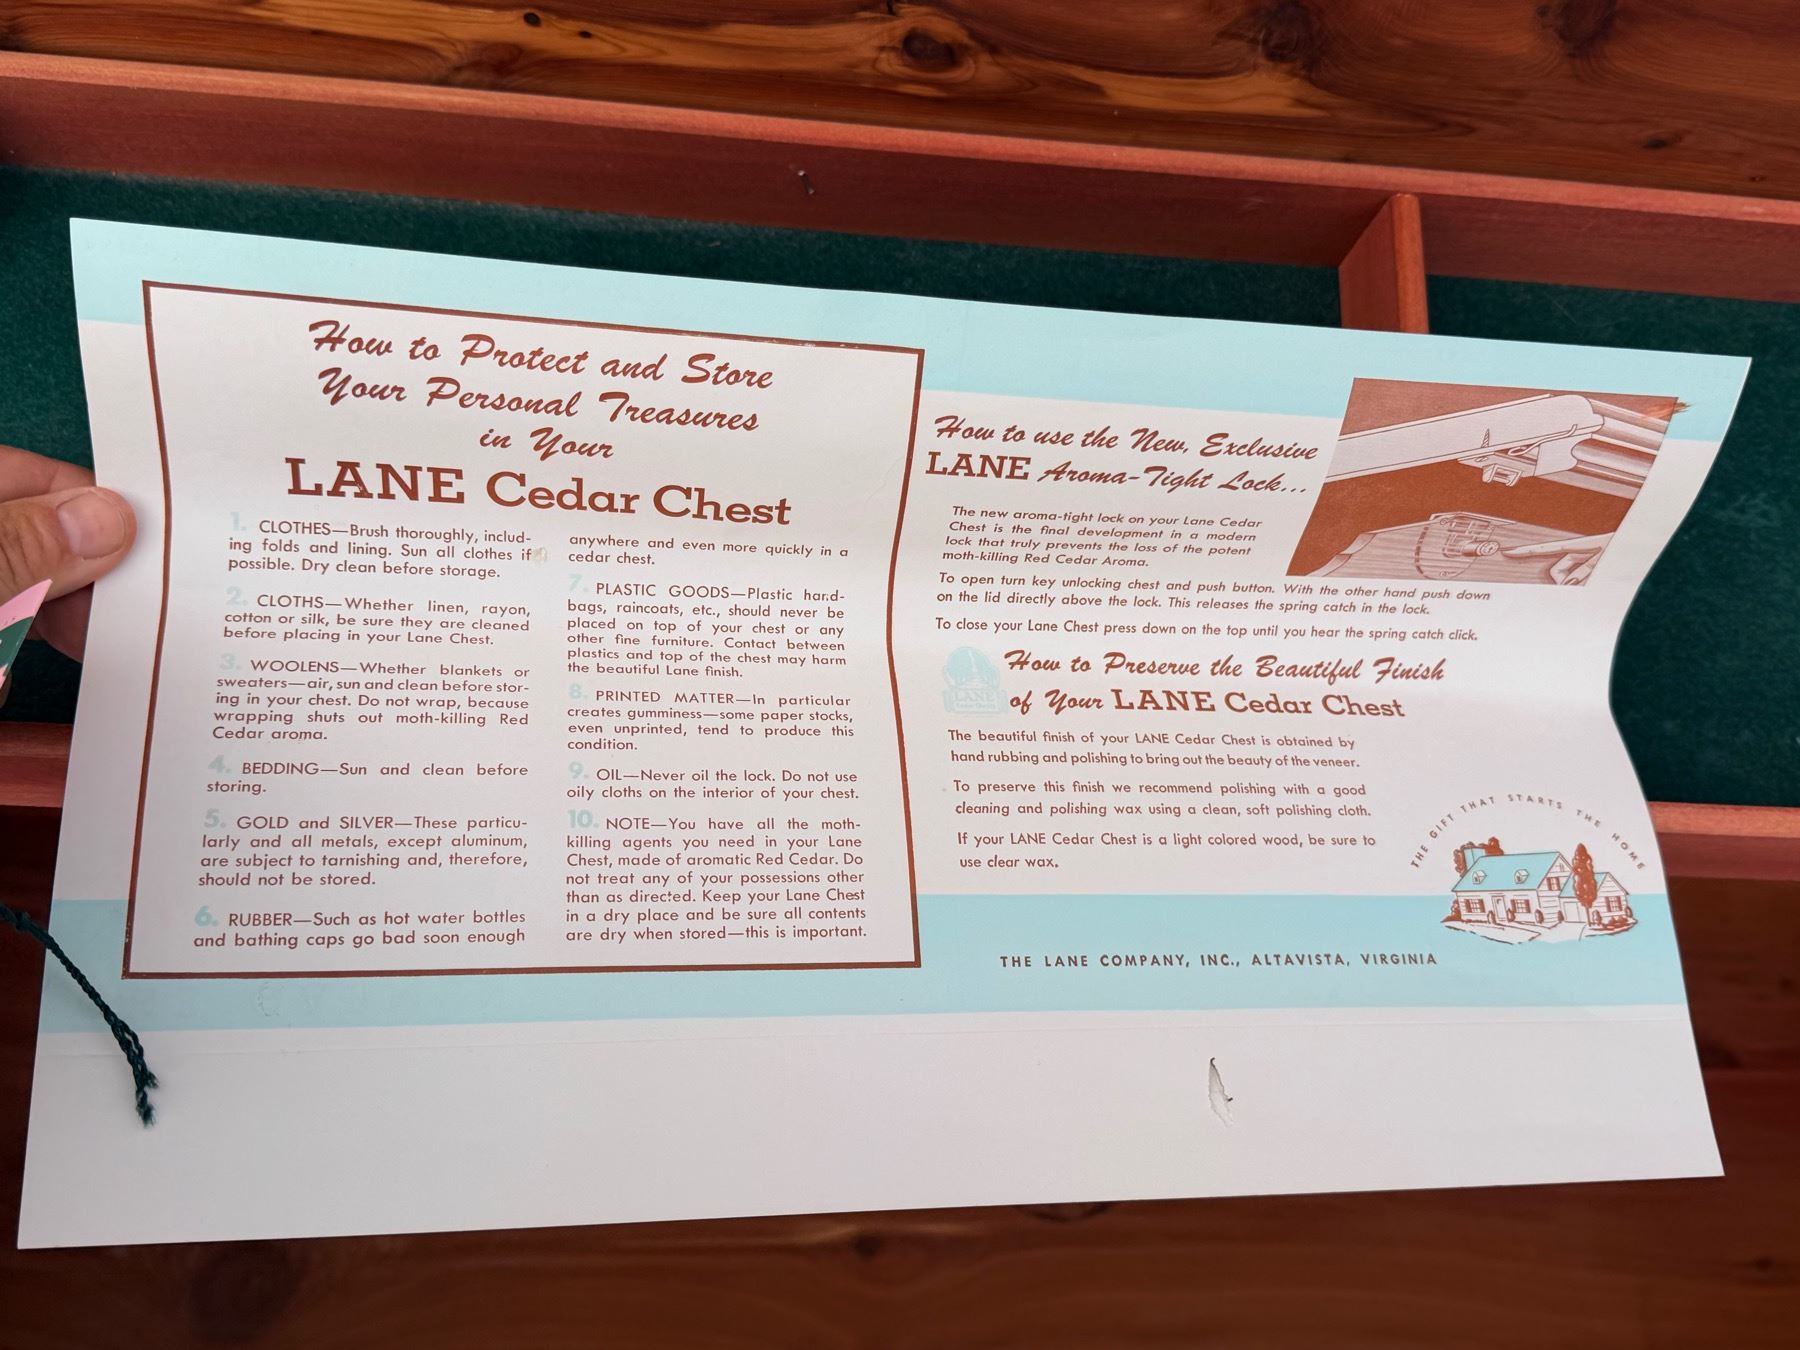 How to Protect and Store
Your Personal Treasures
in Your
LANE Cedar Chest
1. CLOTHES—Brush thoroughly, includ-
ing folds and lining. Sun all clothes if
possible. Dry clean before storage.
2. CLOTHS—Whether linen, rayon,
cotton or silk, be sure they are cleaned
before placing in your Lane Chest.
3. WOOLENS—Whether blankets or
sweaters—air, sun and clean before stor-
ing in your chest. Do not wrap, because
wrapping shuts out moth-killing Red
Cedar aroma.
4. BEDDING—Sun and clean before
storing.
5. GOLD and SILVER—These particu-
larly and all metals, except aluminum,
are subject to tarnishing and, therefore,
should not be stored.
6. RUBBER—Such as hot water bottles
and bathing caps go bad soon enough
anywhere and even more quickly in a
cedar chest.
7. PLASTIC GOODS—Plastic hand-
bags, raincoats, etc., should never be
placed on top of your chest or any
other fine furniture. Contact between
plastics and top of the chest may harm
the beautiful Lane finish.
8. PRINTED MATTER—In particular
creates gumminess—some paper stocks,
even unprinted, tend to produce this
condition.
9. OIL—Never oil the lock. Do not use
oily cloths on the interior of your chest.
10. NOTE—You have all the moth-
killing agents you need in your Lane
Chest, made of aromatic Red Cedar. Do
not treat any of your possessions other
than as directed. Keep your Lane Chest
in a dry place and be sure all contents
are dry when stored—this is important.
How to use the New, Exclusive
LANE Aroma-Tight Lock...
The new aroma-tight lock on your Lane Cedar
Chest is the final development in a modern
lock that truly prevents the loss of the potent
moth-killing Red Cedar Aroma.
To open turn key unlocking chest and push button. With the other hand push down
on the lid directly above the lock. This releases the spring catch in the lock.
To close your Lane Chest press down on the top until you hear the spring catch click.
LANE
Cedar Chests
How to Preserve the Beautiful Finish
of Your LANE Cedar Chest
The beautiful finish of your LANE Cedar Chest is obtained by
hand rubbing and polishing to bring out the beauty of the veneer.
To preserve this finish we recommend polishing with a good
cleaning and polishing wax using a clean, soft polishing cloth.
If your LANE Cedar Chest is a light colored wood, be sure to
use clear wax.
THE GIFT THAT STARTS THE HOME
THE LANE COMPANY, INC., ALTAVISTA, VIRGINIA